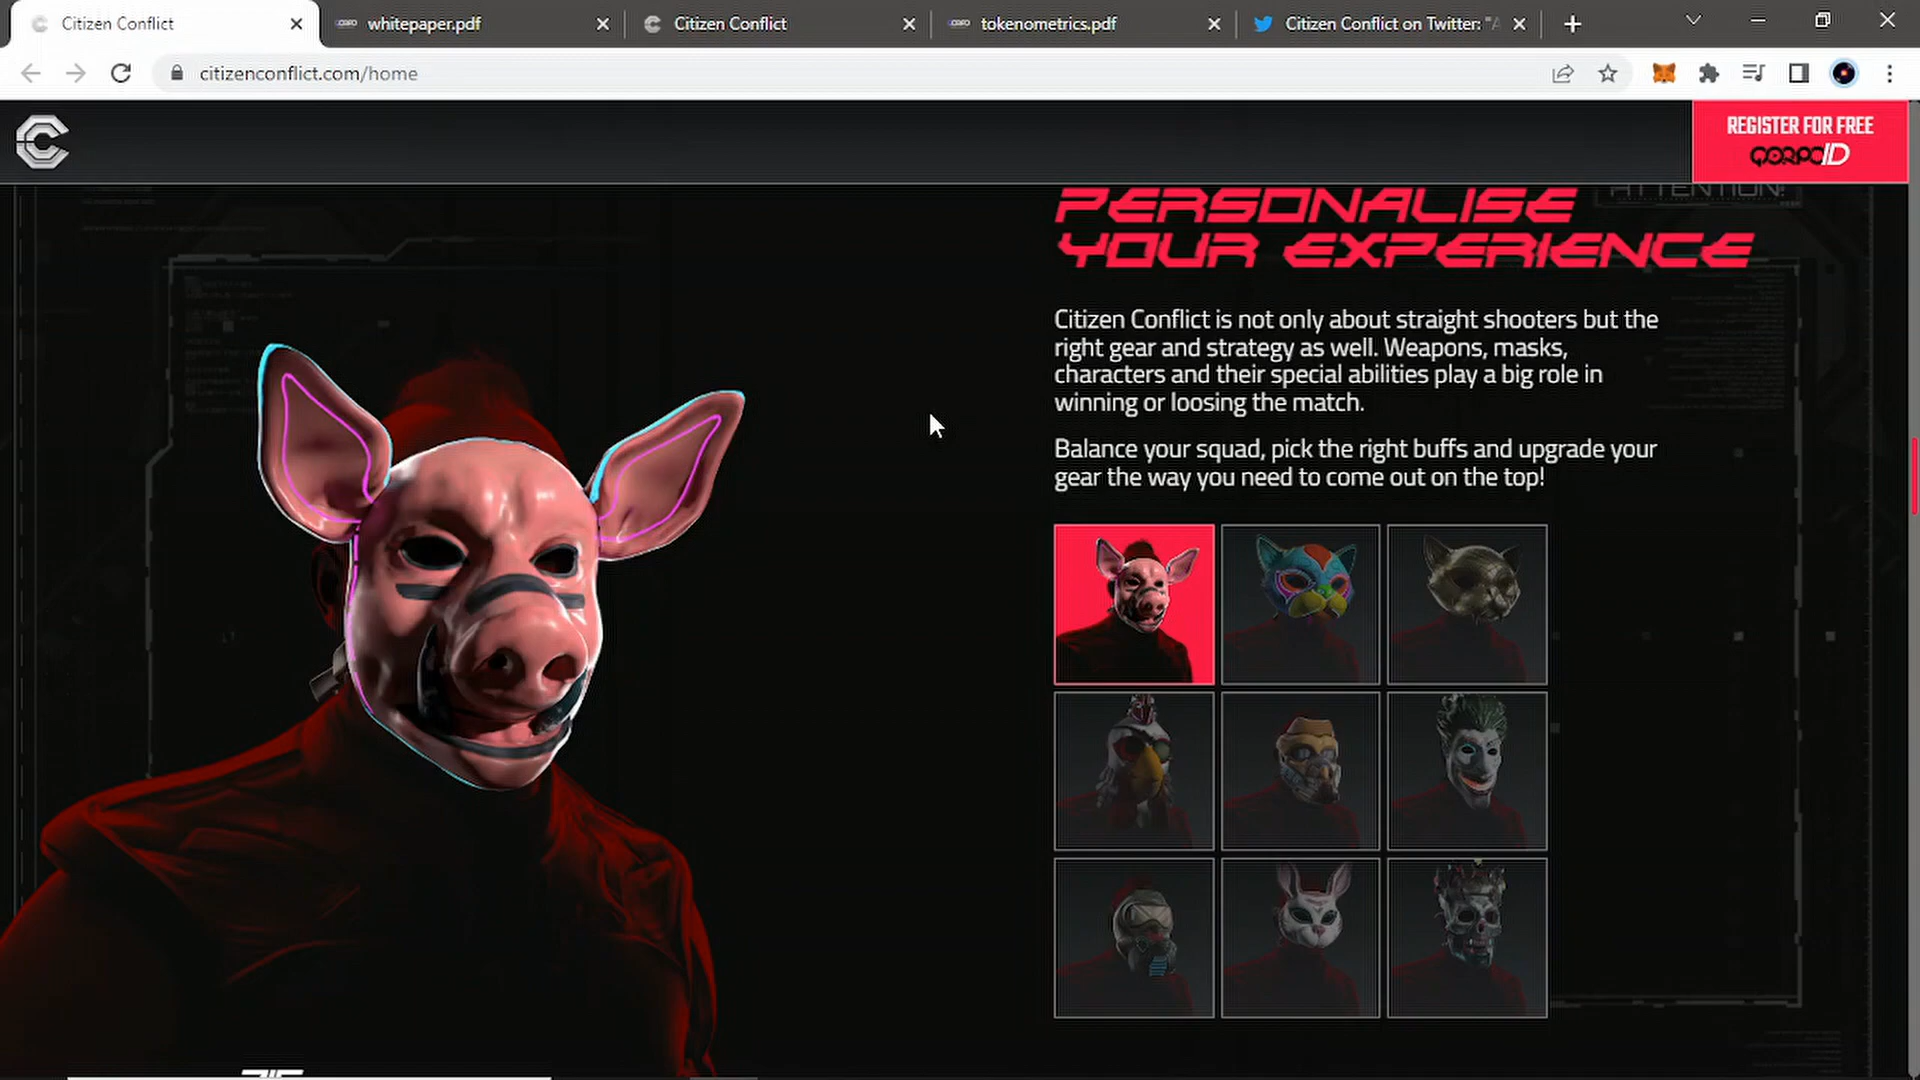 Citizen Conflict
whitepaper.pdf
Citizen Conflict
tokenometrics.pdf
Citizen Conflict on Twitter: "A
citizenconflict.com/home
REGISTER FOR FREE
QORPO ID
ATTENTION!
PERSONALISE
YOUR EXPERIENCE
Citizen Conflict is not only about straight shooters but the
right gear and strategy as well. Weapons, masks,
characters and their special abilities play a big role in
winning or loosing the match.
Balance your squad, pick the right buffs and upgrade your
gear the way you need to come out on the top!